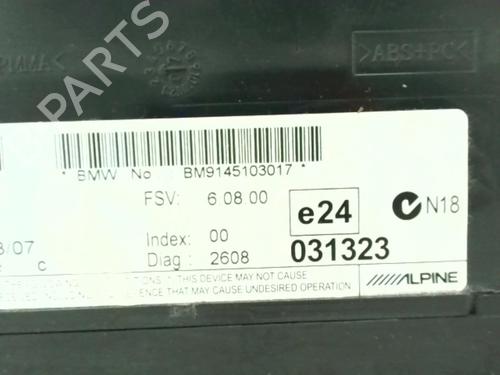 >ABS+PC<
B-PARTS
* BMW No BM9145103017 *
FSV: 6.08.00
e24
N18
/07
Index: 00
031323
c
Diag: 2608
THIS DEVICE MAY NOT CAUSE
THAT MAY CAUSE UNDESIRED OPERATION
ALPINE